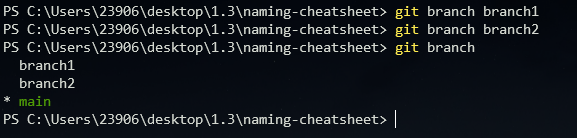 PS C:\Users\23906\desktop\1.3\naming-cheatsheet> git branch branch1
PS C:\Users\23906\desktop\1.3\naming-cheatsheet> git branch branch2
PS C:\Users\23906\desktop\1.3\naming-cheatsheet> git branch
  branch1
  branch2
* main
PS C:\Users\23906\desktop\1.3\naming-cheatsheet>